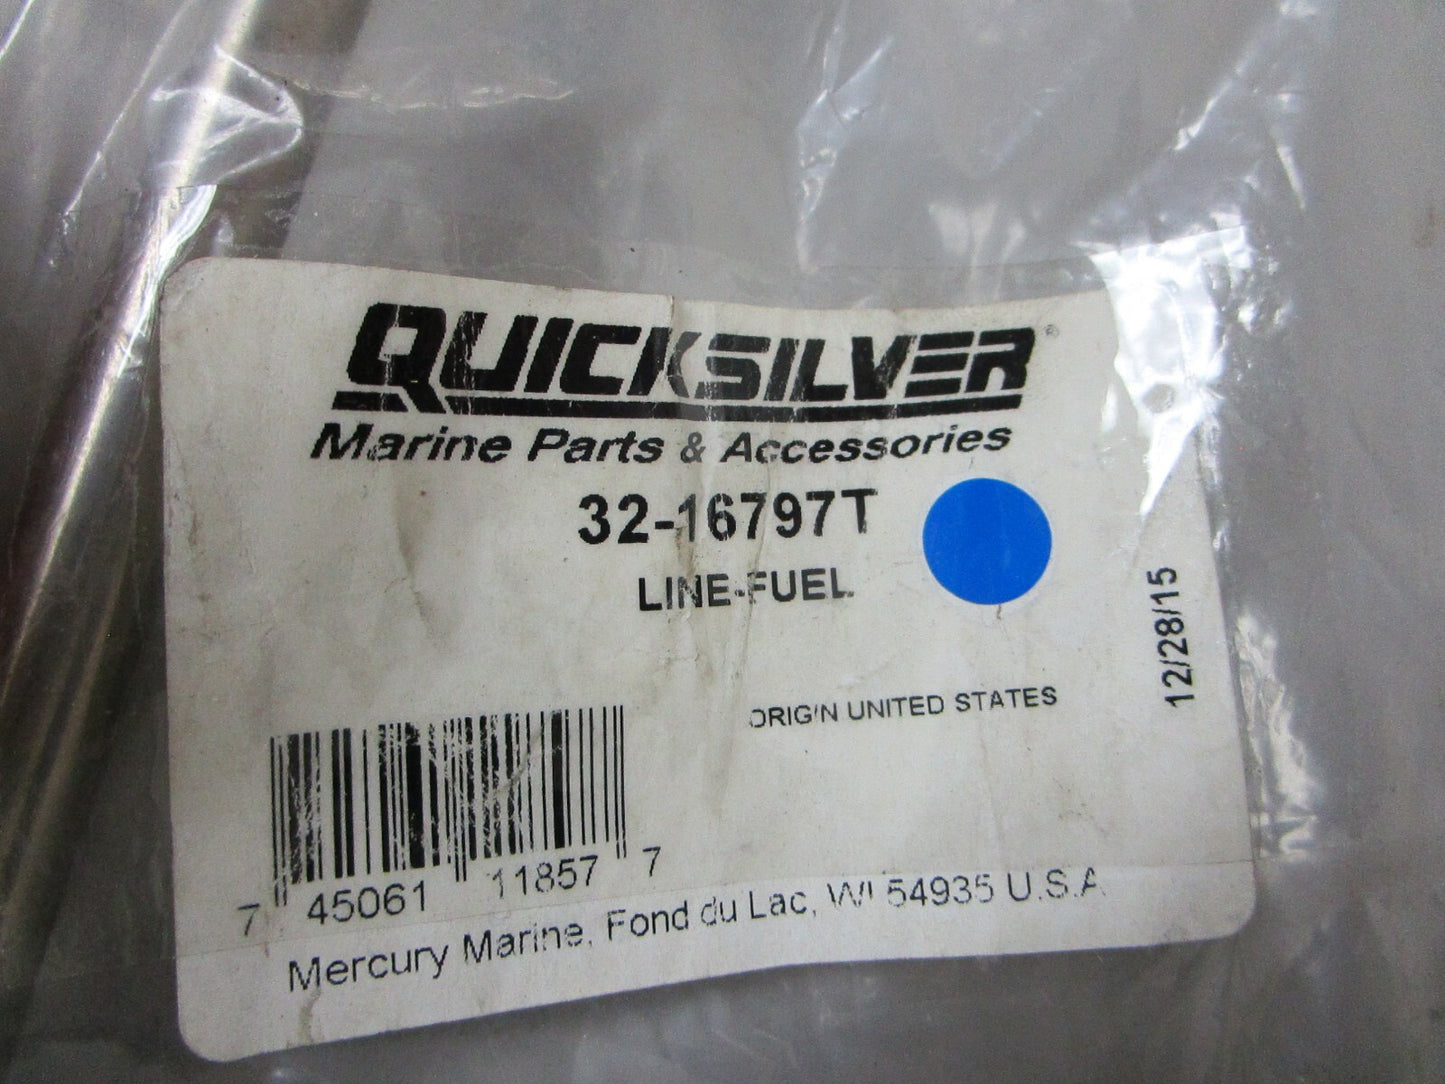 QUICKSILVER®
Marine Parts & Accessories
32-16797T
LINE-FUEL
12/28/15
ORIGIN UNITED STATES
7 45061 11857 7
Mercury Marine, Fond du Lac, WI 54935 U.S.A.